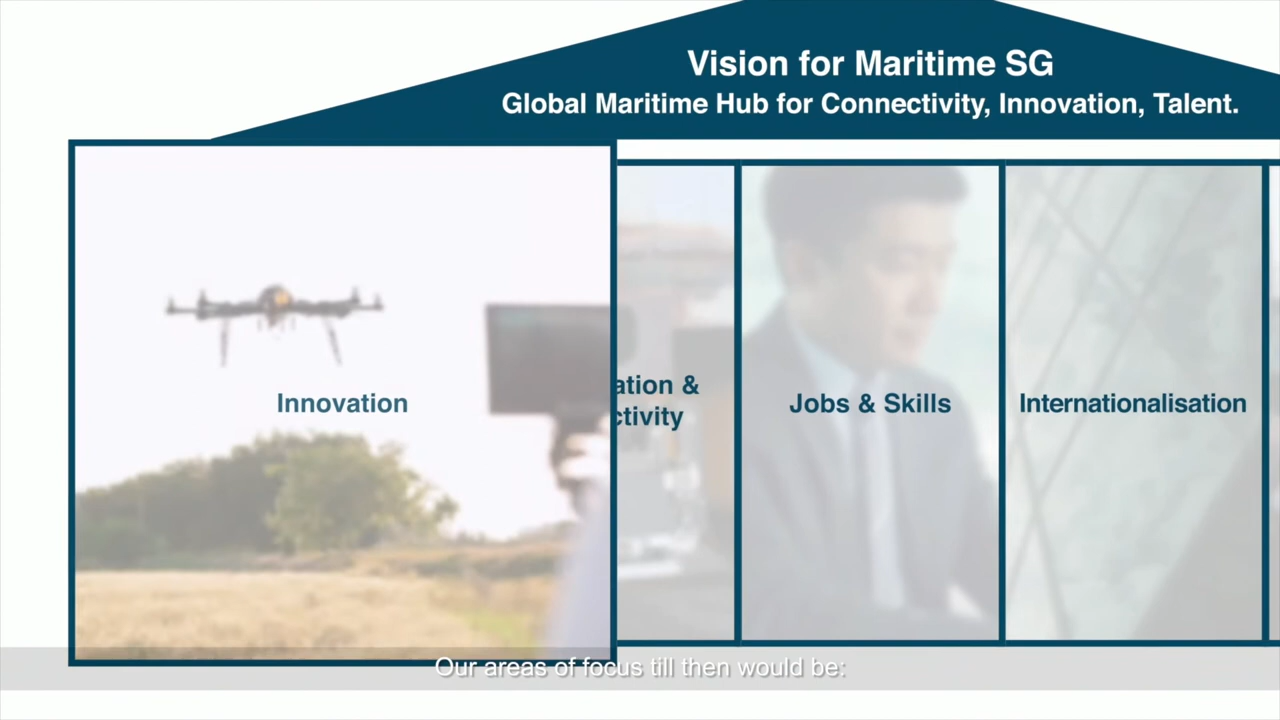 Vision for Maritime SG
Global Maritime Hub for Connectivity, Innovation, Talent.
Innovation
ation &
ctivity
Jobs & Skills
Internationalisation
Our areas of focus till then would be: